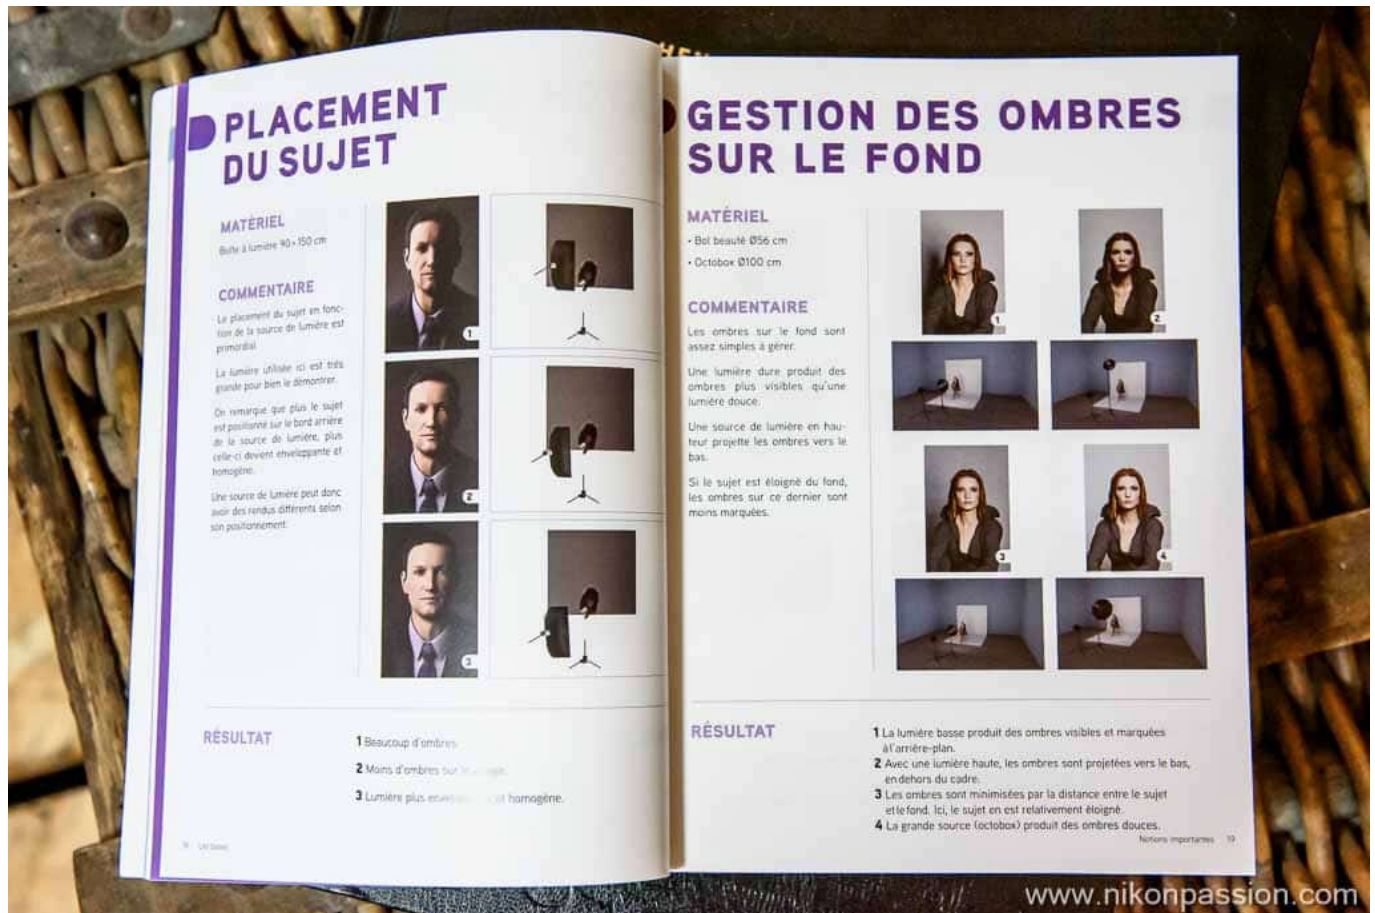 HEN
PLACEMENT
DU SUJET
MATÉRIEL
Boîte à lumière 90×150 cm
COMMENTAIRE
Le placement du sujet en fonc-
tion de la source de lumière est
primordial.
La lumière utilisée ici est très
grande pour bien le démontrer.
On remarque que plus le sujet
est positionné sur le bord arrière
de la source de lumière, plus
celle-ci devient enveloppante et
homogène.
Une source de lumière peut donc
avoir des rendus différents selon
son positionnement.
1
2
3
RÉSULTAT
1 Beaucoup d'ombres
2 Moins d'ombres sur
3 Lumière plus et homogène.
GESTION DES OMBRES
SUR LE FOND
MATÉRIEL
• Bol beauté Ø56 cm
• Octobox Ø100 cm
COMMENTAIRE
Les ombres sur le fond sont
assez simples à gérer.
Une lumière dure produit des
ombres plus visibles qu'une
lumière douce.
Une source de lumière en hau-
teur projette les ombres vers le
bas.
Si le sujet est éloigné du fond,
les ombres sur ce dernier sont
moins marquées.
1
2
3
4
RÉSULTAT
1 La lumière basse produit des ombres visibles et marquées
à l'arrière-plan.
2 Avec une lumière haute, les ombres sont projetées vers le bas,
en dehors du cadre.
3 Les ombres sont minimisées par la distance entre le sujet
et le fond. Ici, le sujet en est relativement éloigné.
4 La grande source (octobox) produit des ombres douces.
Notions importantes 19
www.nikonpassion.com